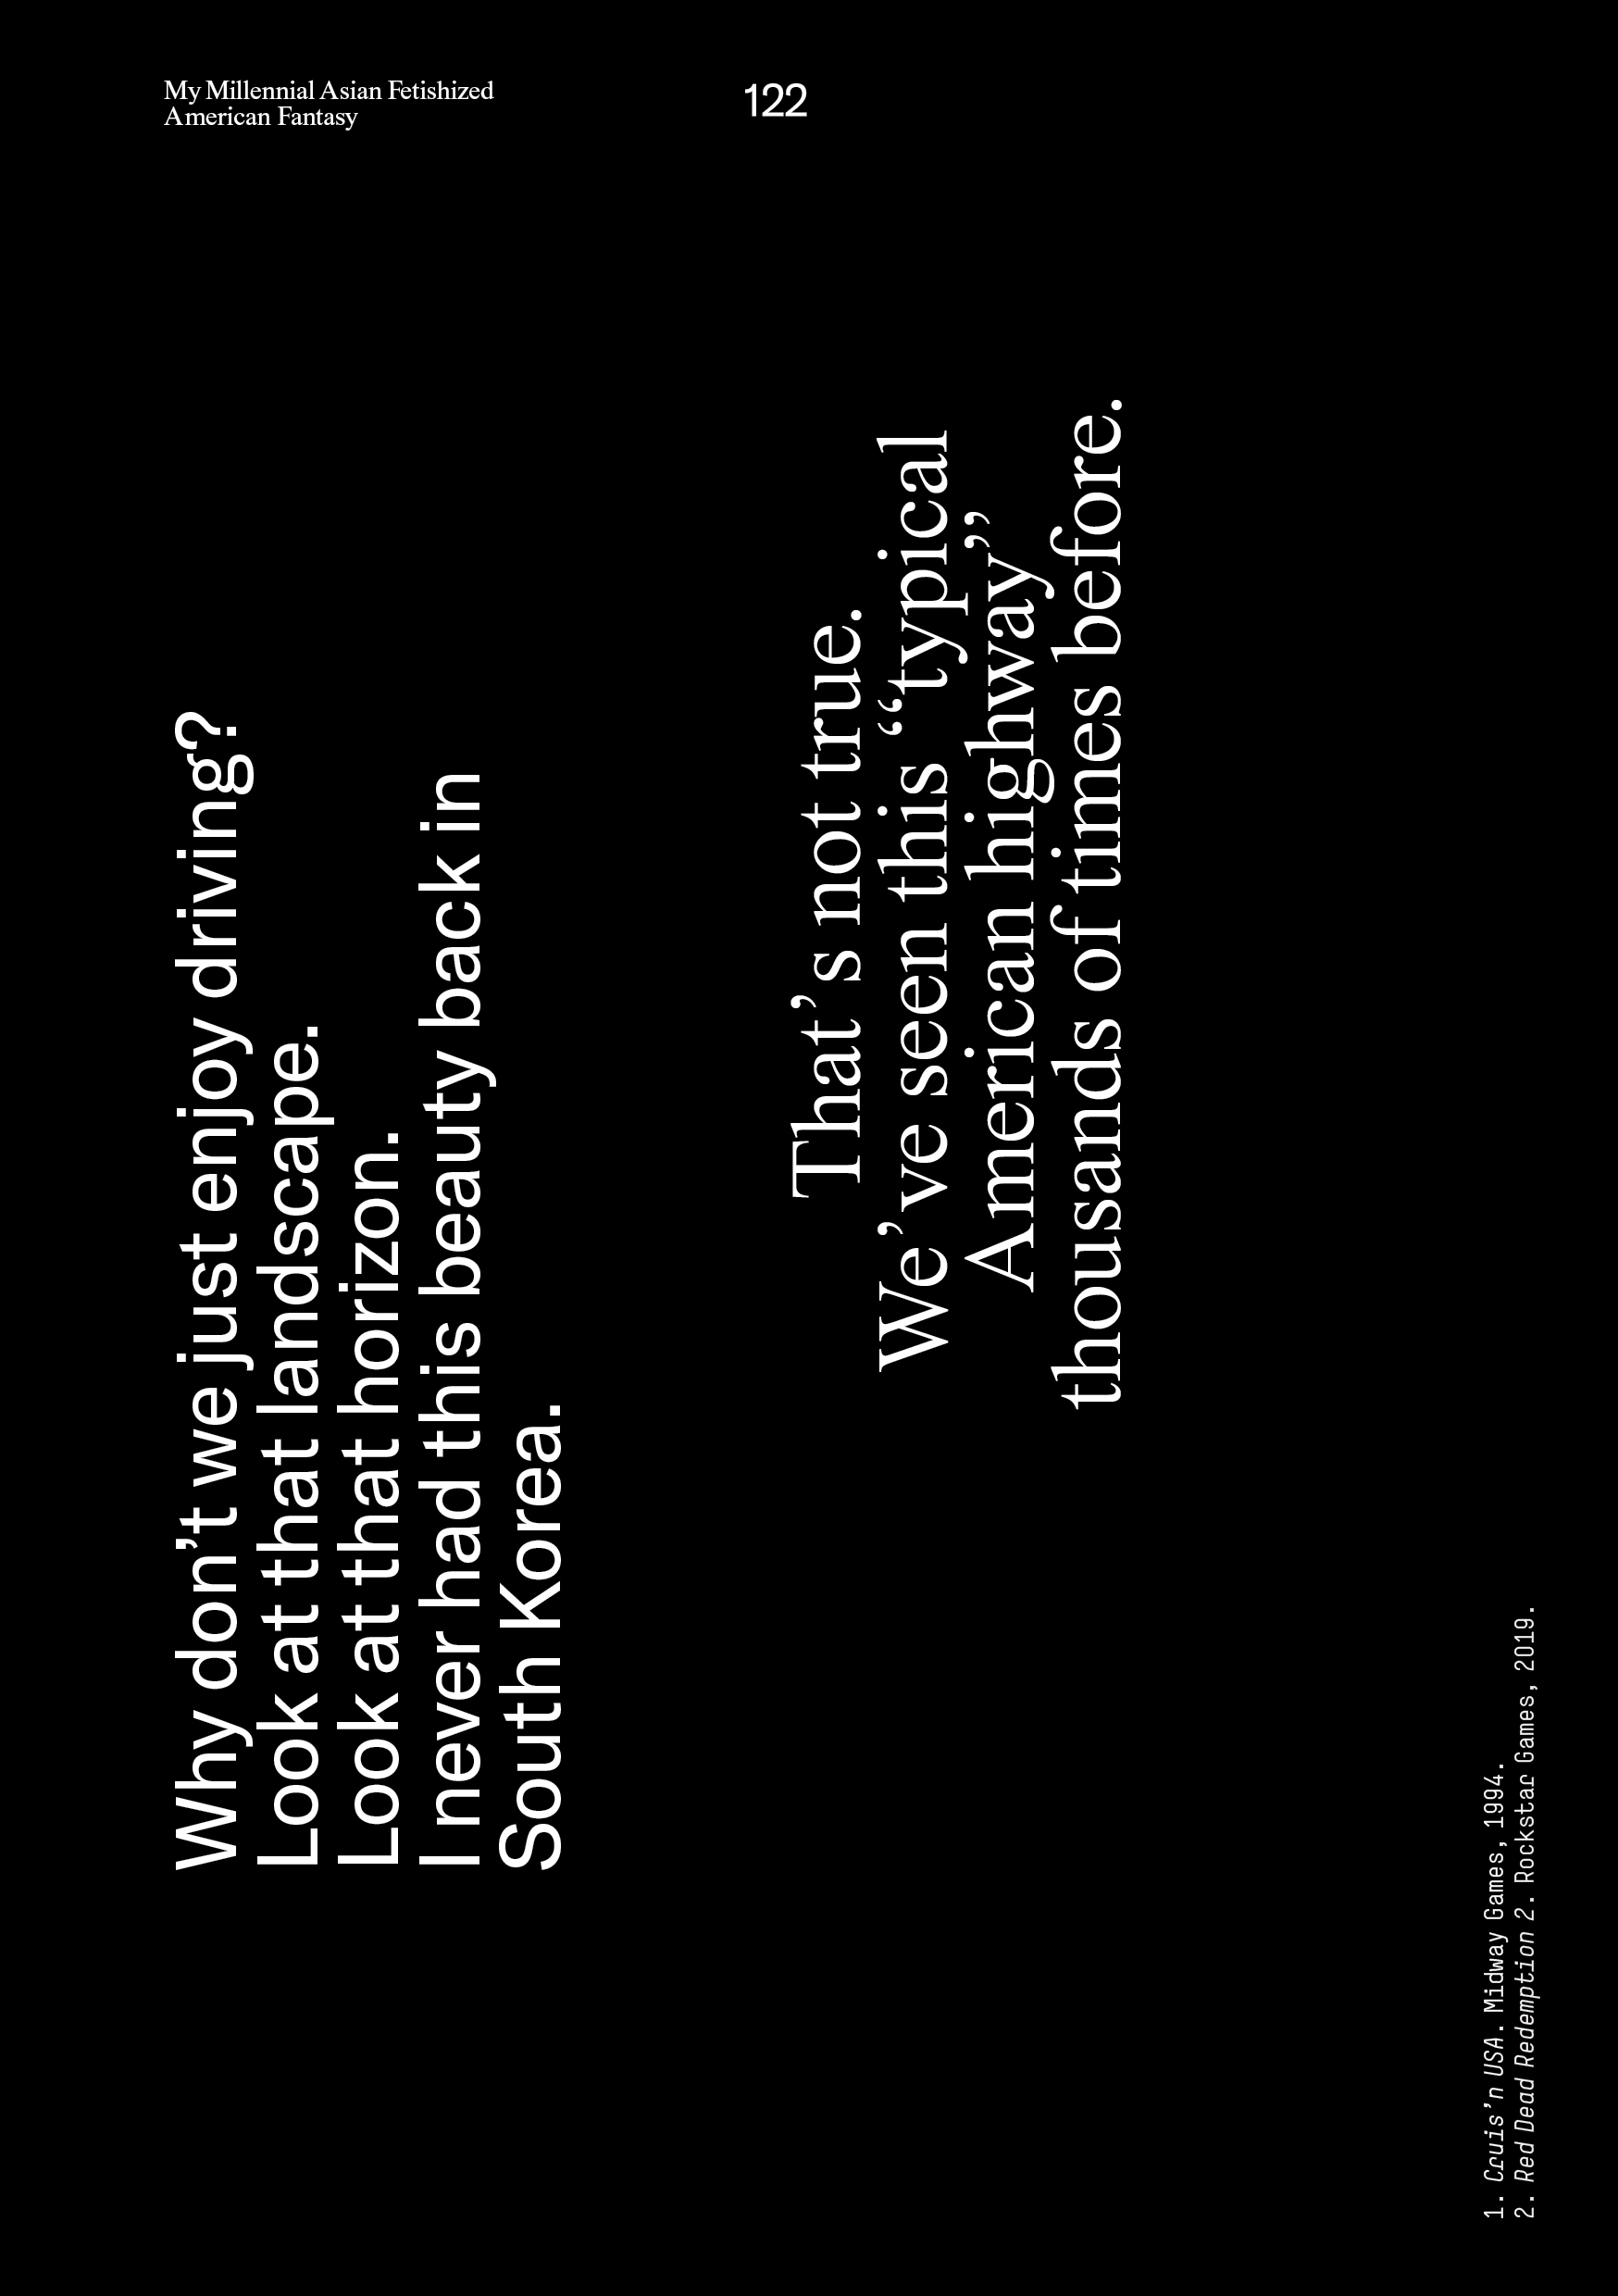 My Millennial Asian Fetishized
American Fantasy
122
Why don’t we just enjoy driving?
Look at that landscape.
Look at that horizon.
I never had this beauty back in
South Korea.
That’s not true.
We’ve seen this “typical
American highway”
thousands of times before.
1. Cruis’n USA. Midway Games, 1994.
2. Red Dead Redemption 2. Rockstar Games, 2019.